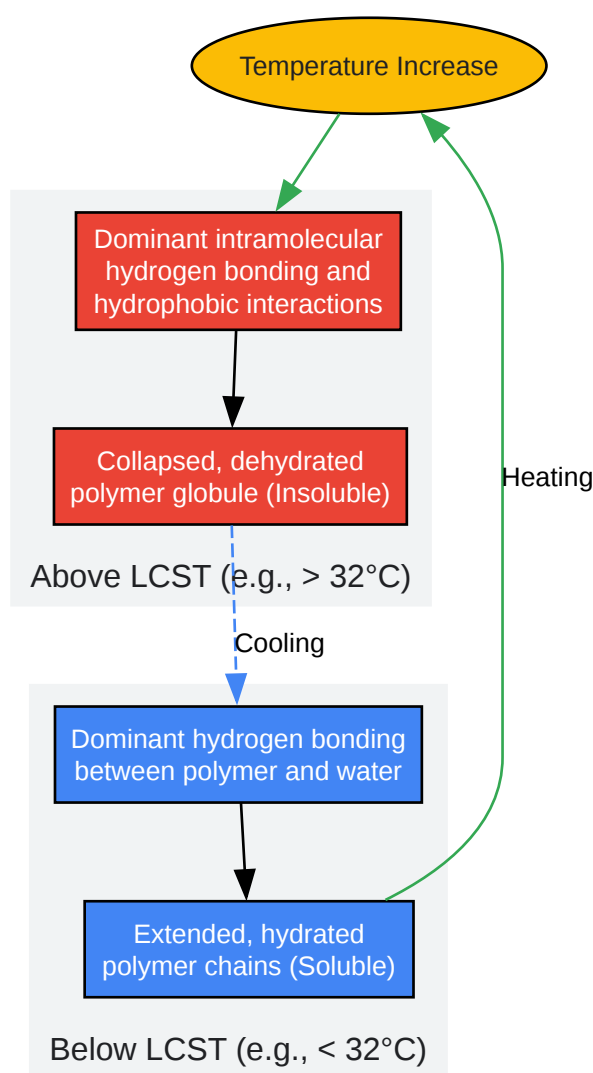 Temperature Increase
Dominant intramolecular
hydrogen bonding and
hydrophobic interactions
Collapsed, dehydrated
polymer globule (Insoluble)
Heating
Above LCST (e.g., > 32°C)
Cooling
Dominant hydrogen bonding
between polymer and water
Extended, hydrated
polymer chains (Soluble)
Below LCST (e.g., < 32°C)